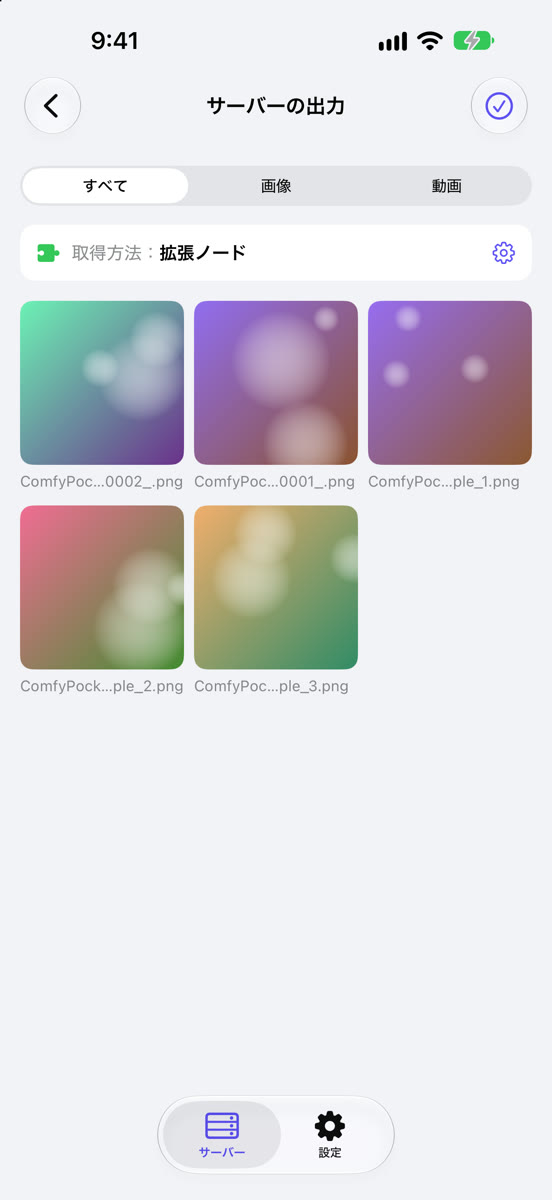 9:41
サーバーの出力
すべて
画像
動画
取得方法：拡張ノード
ComfyPoc...0002_.png
ComfyPoc...0001_.png
ComfyPoc...ple_1.png
ComfyPock...ple_2.png
ComfyPoc...ple_3.png
サーバー
設定